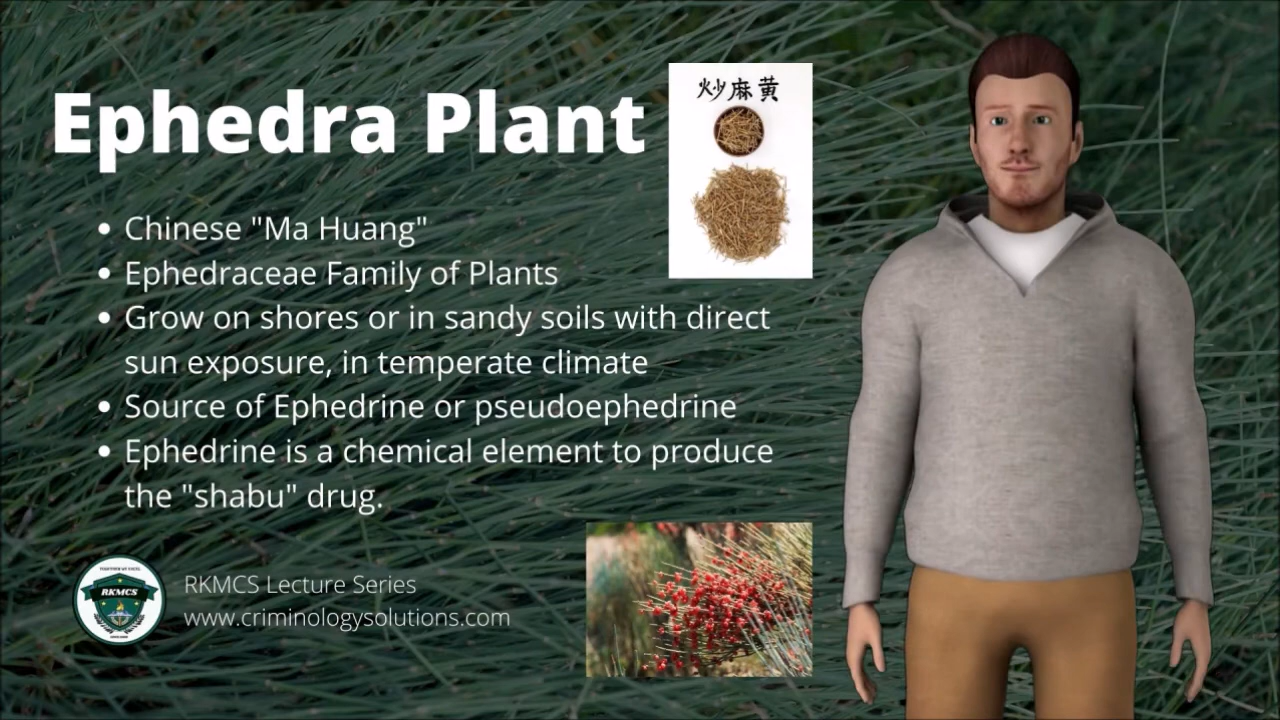 Ephedra Plant
炒麻黄
Chinese "Ma Huang"
Ephedraceae Family of Plants
Grow on shores or in sandy soils with direct
sun exposure, in temperate climate
Source of Ephedrine or pseudoephedrine
Ephedrine is a chemical element to produce
the "shabu" drug.
RKMCS
RKMCS Lecture Series
www.criminologysolutions.com